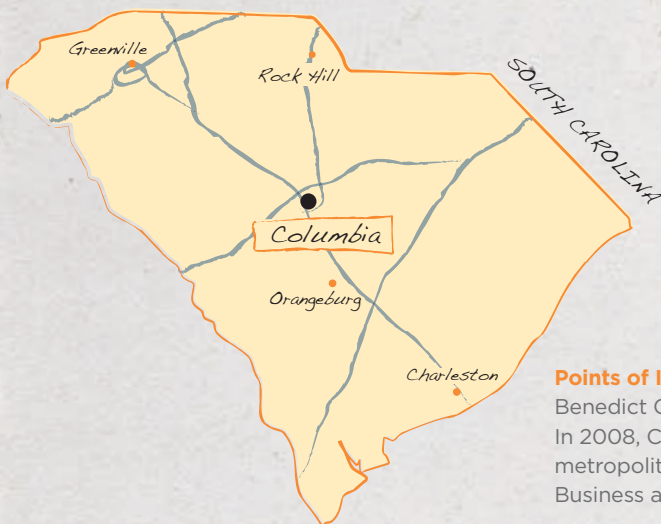 Greenville
Rock Hill
SOUTH CAROLINA
Columbia
Orangeburg
Charleston
Points of
Benedict
In 2008,
metropolit
Business a